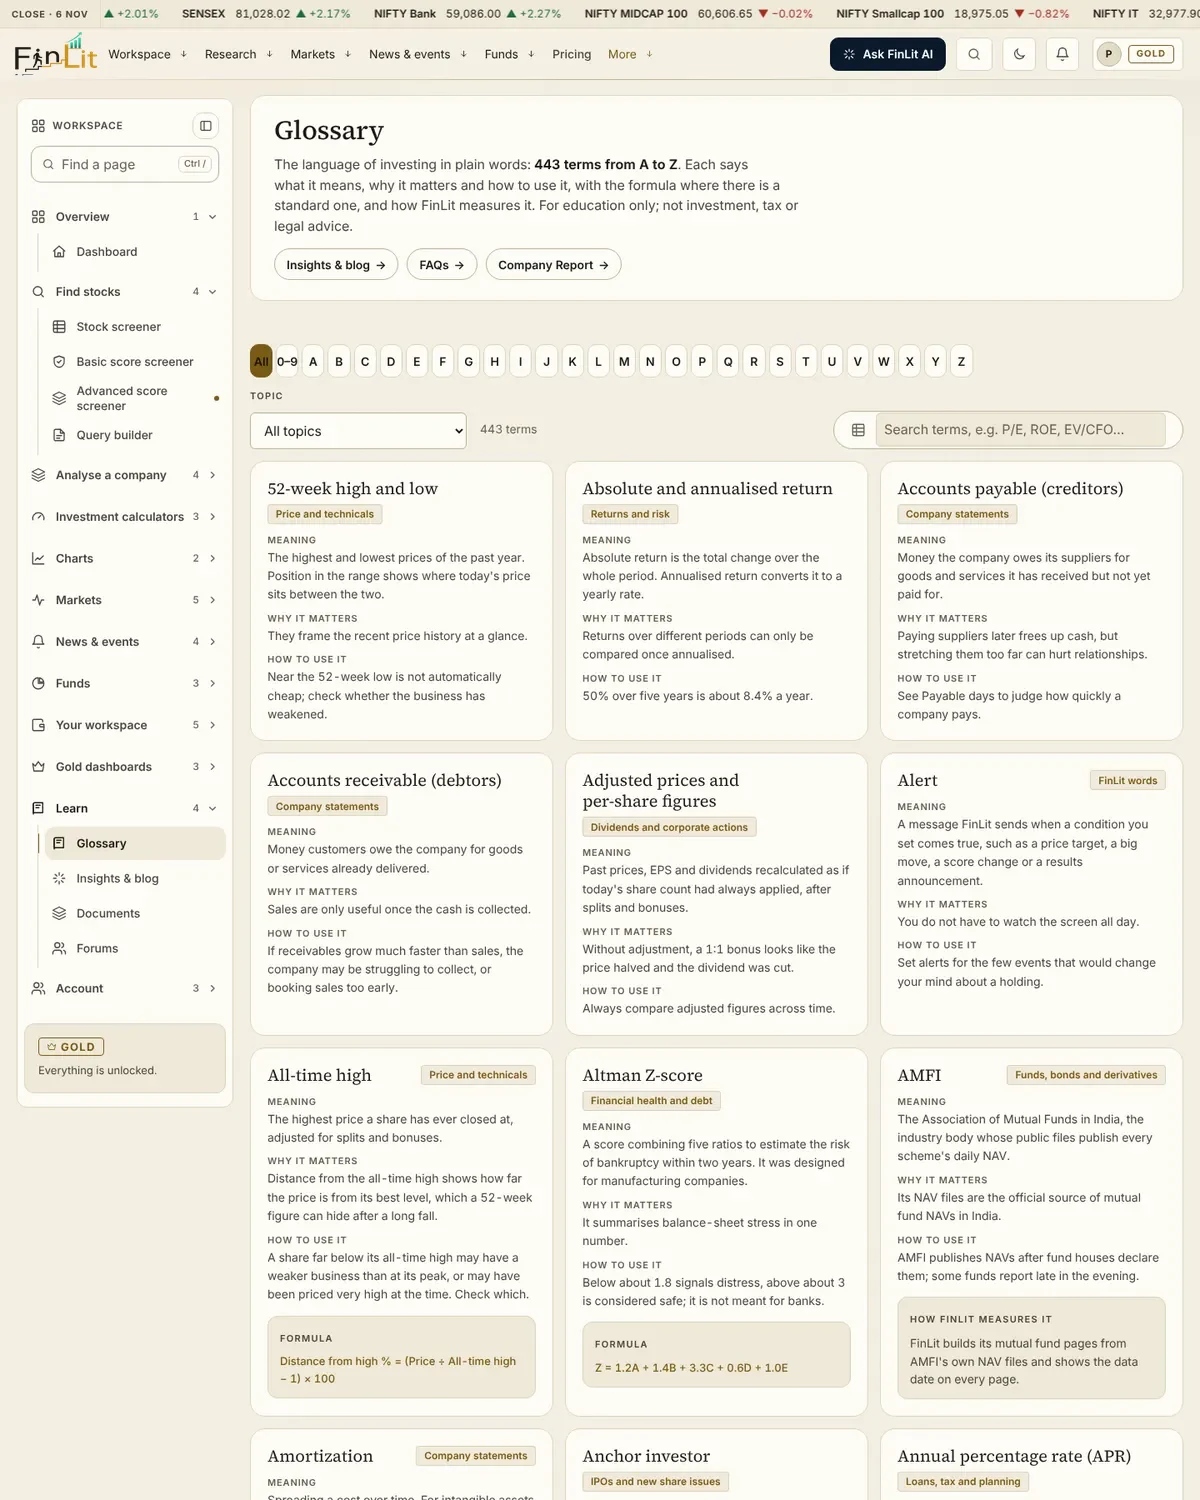 CLOSE · 6 NOV ▲ +2.01% SENSEX 81,028.02 ▲ +2.17% NIFTY Bank 59,086.00 ▲ +2.27% NIFTY MIDCAP 100 60,606.65 ▼ −0.02% NIFTY Smallcap 100 18,975.05 ▼ −0.82% NIFTY IT
FinLit Workspace Research Markets News & events Funds Pricing More Ask FinLit AI P GOLD
WORKSPACE
Find a page Ctrl /
Overview 1
Dashboard
Find stocks 4
Stock screener
Basic score screener
Advanced score
screener
Query builder
Analyse a company 4
Investment calculators 3
Charts 2
Markets 5
News & events 4
Funds 3
Your workspace 5
Gold dashboards 3
Learn 4
Glossary
Insights & blog
Documents
Forums
Account 3
GOLD
Everything is unlocked.
Glossary
The language of investing in plain words: 443 terms from A to Z. Each says
what it means, why it matters and how to use it, with the formula where there is a
standard one, and how FinLit measures it. For education only; not investment, tax or
legal advice.
Insights & blog → FAQs → Company Report →
All 0–9 A B C D E F G H I J K L M N O P Q R S T U V W X Y Z
TOPIC
All topics 443 terms Search terms, e.g. P/E, ROE, EV/CFO...
52-week high and low
Price and technicals
MEANING
The highest and lowest prices of the past year.
Position in the range shows where today's price
sits between the two.
WHY IT MATTERS
They frame the recent price history at a glance.
HOW TO USE IT
Near the 52-week low is not automatically
cheap; check whether the business has
weakened.
Absolute and annualised return
Returns and risk
MEANING
Absolute return is the total change over the
whole period. Annualised return converts it to a
yearly rate.
WHY IT MATTERS
Returns over different periods can only be
compared once annualised.
HOW TO USE IT
50% over five years is about 8.4% a year.
Accounts payable (creditors)
Company statements
MEANING
Money the company owes its suppliers for
goods and services it has received but not yet
paid for.
WHY IT MATTERS
Paying suppliers later frees up cash, but
stretching them too far can hurt relationships.
HOW TO USE IT
See Payable days to judge how quickly a
company pays.
Accounts receivable (debtors)
Company statements
MEANING
Money customers owe the company for goods
or services already delivered.
WHY IT MATTERS
Sales are only useful once the cash is collected.
HOW TO USE IT
If receivables grow much faster than sales, the
company may be struggling to collect, or
booking sales too early.
Adjusted prices and
per-share figures
Dividends and corporate actions
MEANING
Past prices, EPS and dividends recalculated as if
today's share count had always applied, after
splits and bonuses.
WHY IT MATTERS
Without adjustment, a 1:1 bonus looks like the
price halved and the dividend was cut.
HOW TO USE IT
Always compare adjusted figures across time.
Alert
FinLit words
MEANING
A message FinLit sends when a condition you
set comes true, such as a price target, a big
move, a score change or a results
announcement.
WHY IT MATTERS
You do not have to watch the screen all day.
HOW TO USE IT
Set alerts for the few events that would change
your mind about a holding.
All-time high
Price and technicals
MEANING
The highest price a share has ever closed at,
adjusted for splits and bonuses.
WHY IT MATTERS
Distance from the all-time high shows how far
the price is from its best level, which a 52-week
figure can hide after a long fall.
HOW TO USE IT
A share far below its all-time high may have a
weaker business than at its peak, or may have
been priced very high at the time. Check which.
FORMULA
Distance from high % = (Price ÷ All-time high
− 1) × 100
Altman Z-score
Financial health and debt
MEANING
A score combining five ratios to estimate the risk
of bankruptcy within two years. It was designed
for manufacturing companies.
WHY IT MATTERS
It summarises balance-sheet stress in one
number.
HOW TO USE IT
Below about 1.8 signals distress, above about 3
is considered safe; it is not meant for banks.
FORMULA
Z = 1.2A + 1.4B + 3.3C + 0.6D + 1.0E
AMFI
Funds, bonds and derivatives
MEANING
The Association of Mutual Funds in India, the
industry body whose public files publish every
scheme's daily NAV.
WHY IT MATTERS
Its NAV files are the official source of mutual
fund NAVs in India.
HOW TO USE IT
AMFI publishes NAVs after fund houses declare
them; some funds report late in the evening.
HOW FINLIT MEASURES IT
FinLit builds its mutual fund pages from
AMFI's own NAV files and shows the data
date on every page.
Amortization
Company statements
MEANING
Spreading a cost over time. For intangible assets
Anchor investor
IPOs and new share issues
Annual percentage rate (APR)
Loans, tax and planning